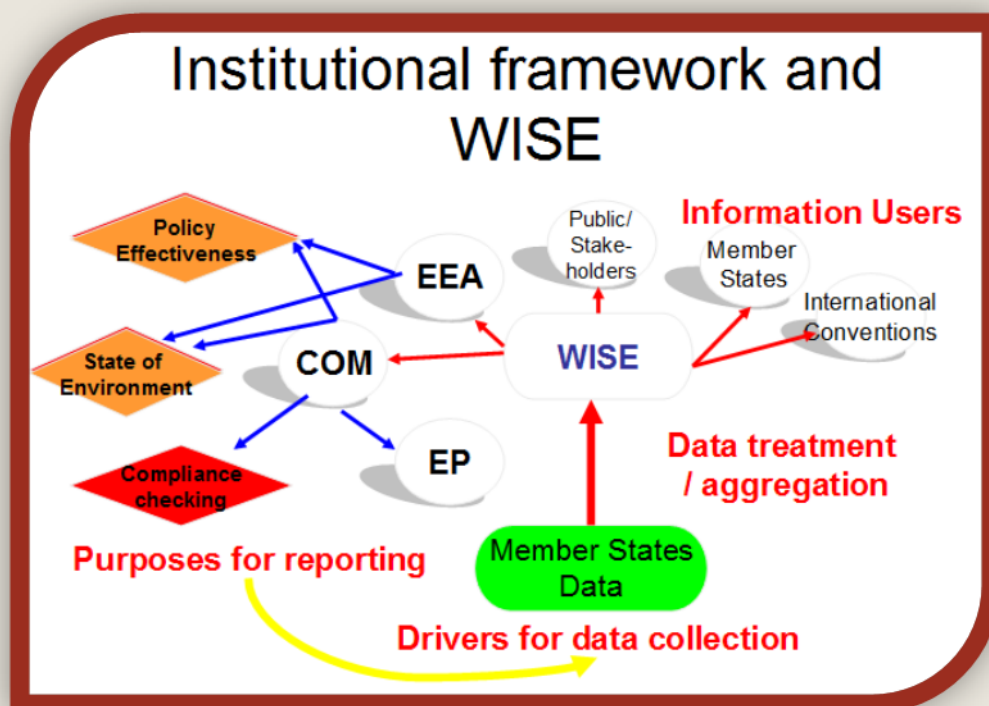 Institutional framework and
WISE
Policy
Effectiveness
EEA
Public/
Stake-
holders
Information Users
Member
States
International
Conventions
State of
Environment
COM
WISE
Compliance
checking
EP
Data treatment
/ aggregation
Purposes for reporting
Member States
Data
Drivers for data collection